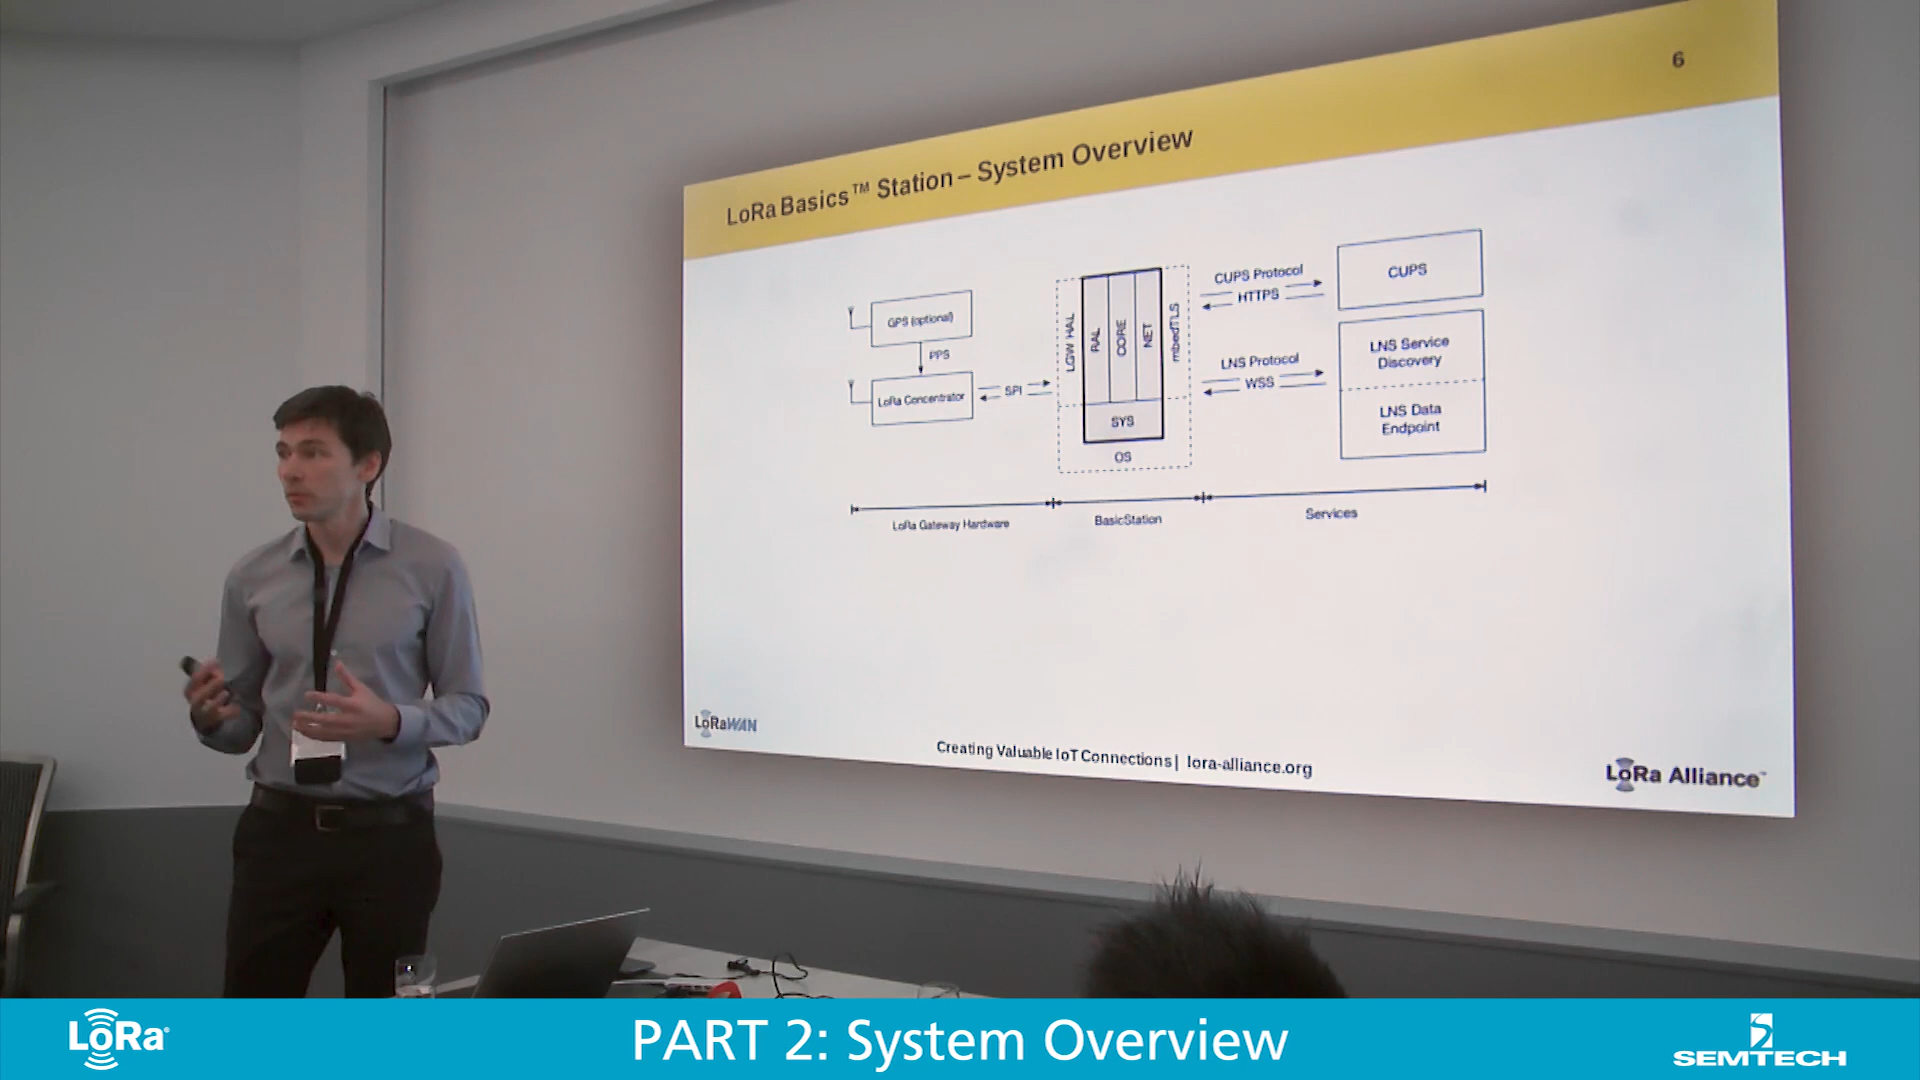 6
LoRa Basics™ Station – System Overview
GPS (optional)
PPS
LoRa Concentrator
SPI
LGW HAL
RAL
CORE
NET
mbedTLS
SYS
OS
CUPS Protocol
HTTPS
LNS Protocol
WSS
CUPS
LNS Service
Discovery
LNS Data
Endpoint
LoRa Gateway Hardware
BasicStation
Services
LoRaWAN
Creating Valuable IoT Connections | lora-alliance.org
LoRa Alliance™
LoRa®
PART 2: System Overview
SEMTECH